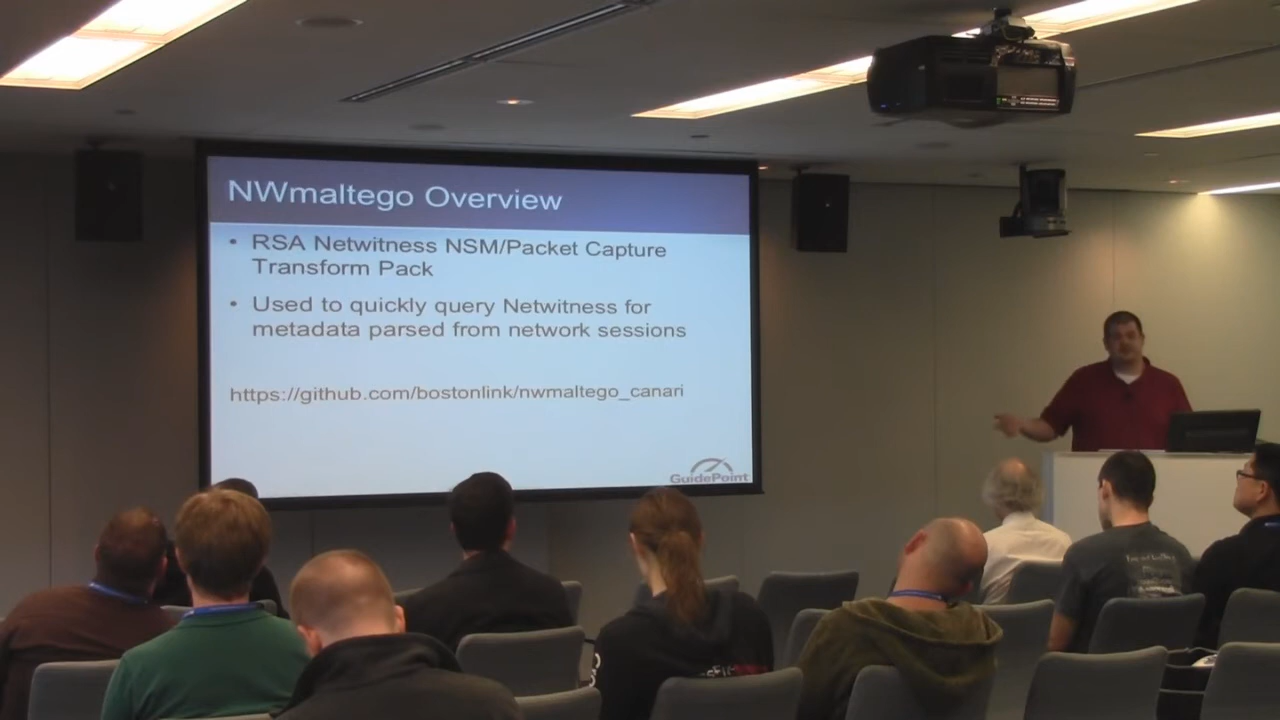 NWmaltego Overview
• RSA Netwitness NSM/Packet Capture
Transform Pack
• Used to quickly query Netwitness for
metadata parsed from network sessions
https://github.com/bostonlink/nwmaltego_canari
GuidePoint